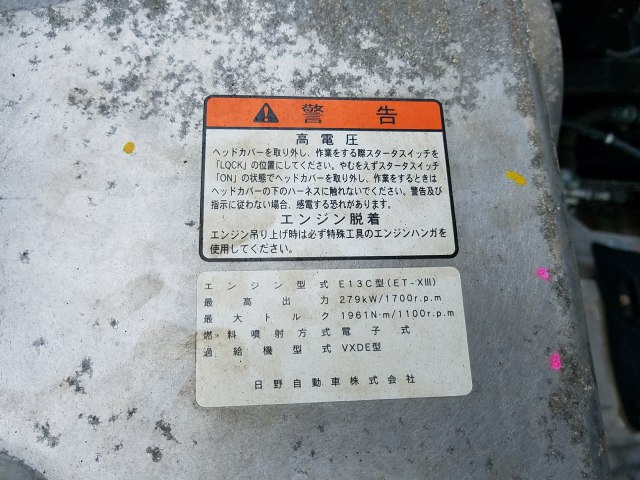 警告
高電圧
ヘッドカバーを取り外し、作業をする際スタータスイッチを
「LOCK」の位置にしてください。やむをえずスタータスイッチ
「ON」の状態でヘッドカバーを取り外し、作業をするときは
ヘッドカバーの下のハーネスに触れないでください。警告及び
指示に従わない場合、感電する恐れがあります。
エンジン脱着
エンジン吊り上げ時は必ず特殊工具のエンジンハンガを
使用してください。
エンジン型式 E13C型(ET-XIII)
最高出力 279kW/1700r.p.m
最大トルク 1961N·m/1100r.p.m
燃料噴射方式 電子式
過給機型式 VXDE型
日野自動車株式会社